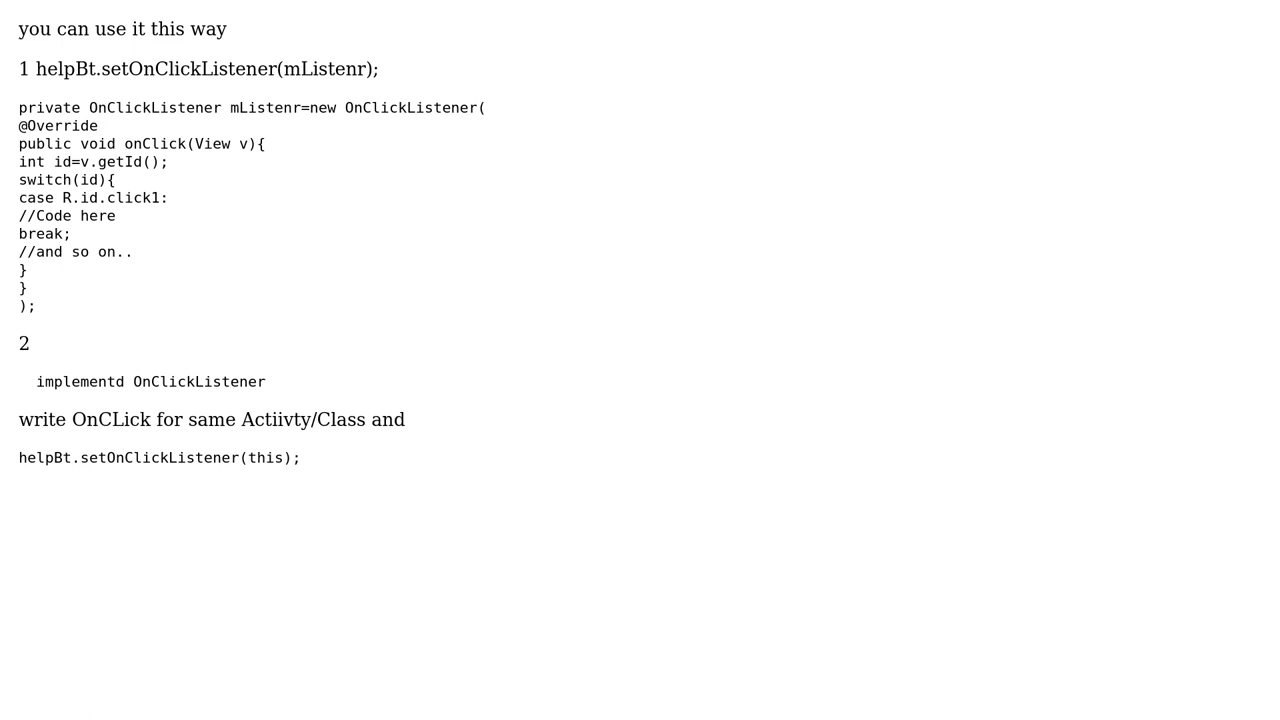 you can use it this way
1 helpBt.setOnClickListener(mListenr);
private OnClickListener mListenr=new OnClickListener(
@Override
public void onClick(View v){
int id=v.getId();
switch(id){
case R.id.click1:
//Code here
break;
//and so on..
}
}
);
2
implementd OnClickListener
write OnCLick for same Actiivty/Class and
helpBt.setOnClickListener(this);